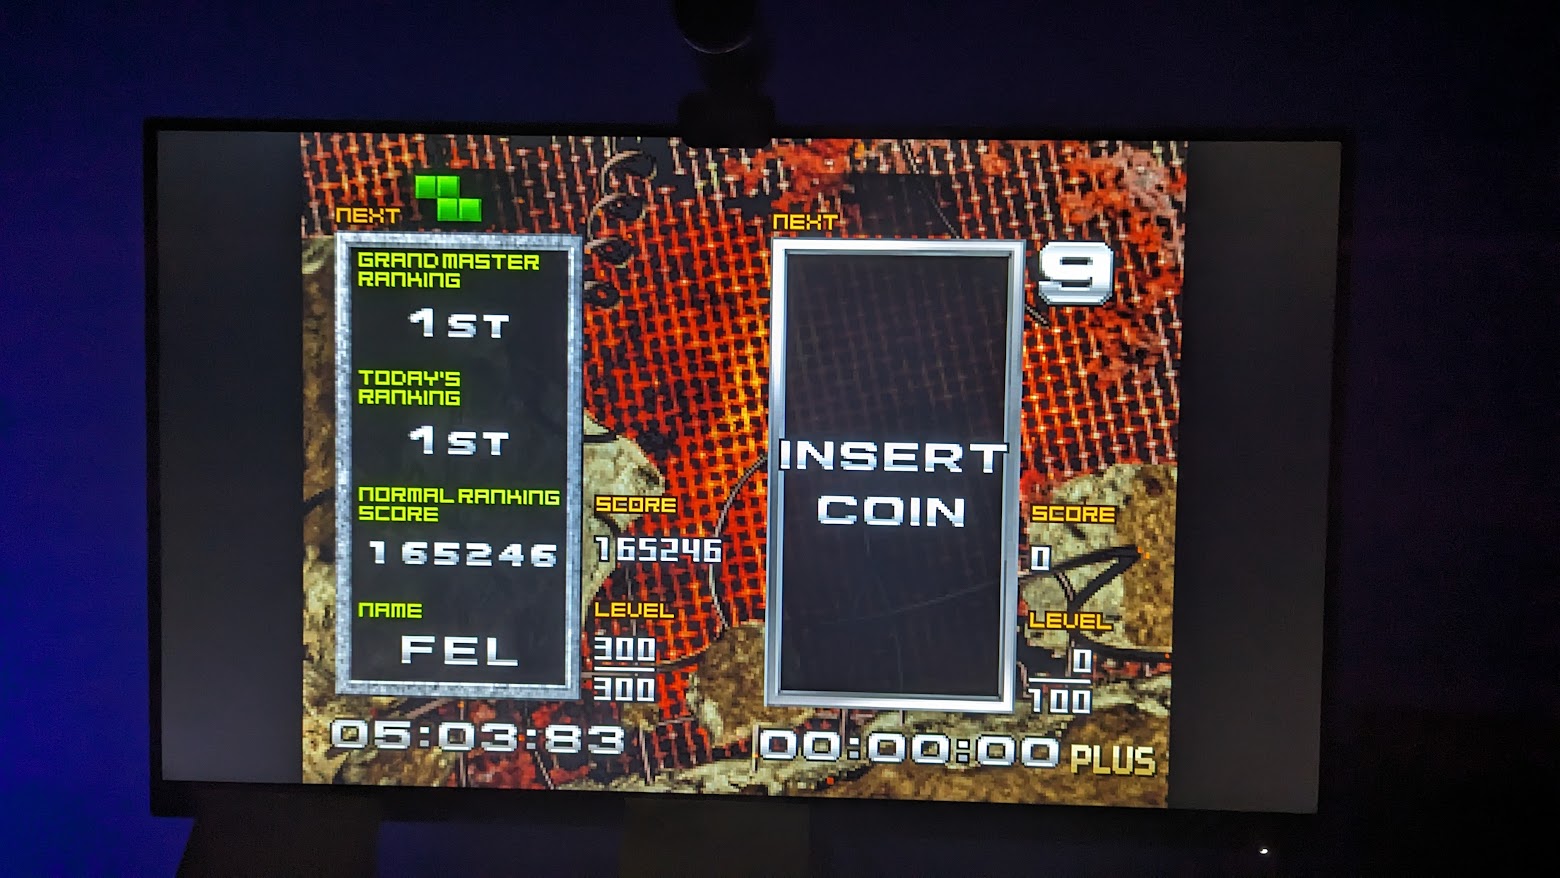 NEXT
GRAND MASTER
RANKING
1ST
TODAY'S
RANKING
1ST
NORMAL RANKING
SCORE
165246
NAME
FEL
SCORE
165246
LEVEL
300
300
05:03:83
NEXT
9
INSERT
COIN
SCORE
0
LEVEL
0
100
00:00:00 PLUS